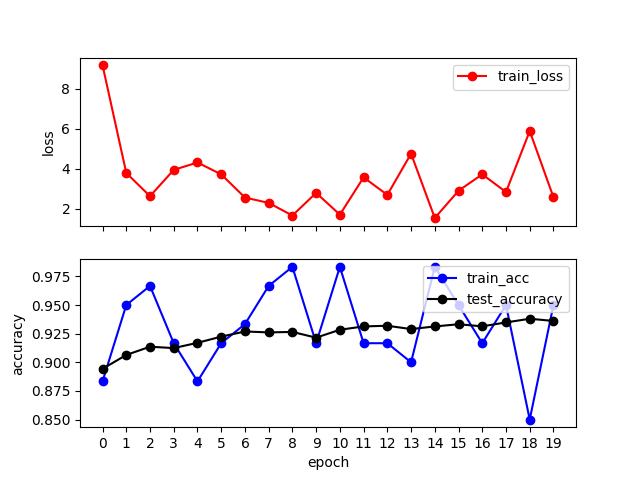 train_loss
8
6
4
2
loss
train_acc
test_accuracy
0.975
0.950
0.925
0.900
0.875
0.850
accuracy
0 1 2 3 4 5 6 7 8 9 10 11 12 13 14 15 16 17 18 19
epoch